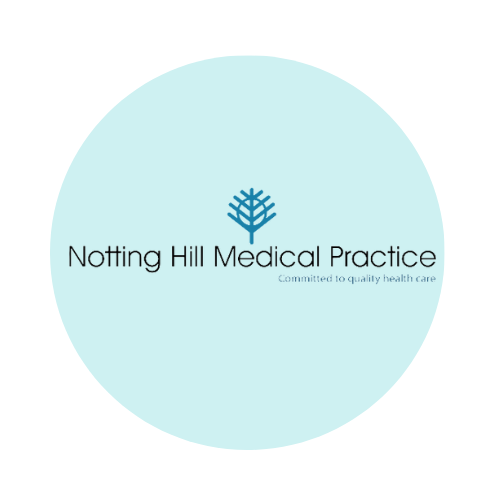 Notting Hill Medical Practice
Committed to quality health care